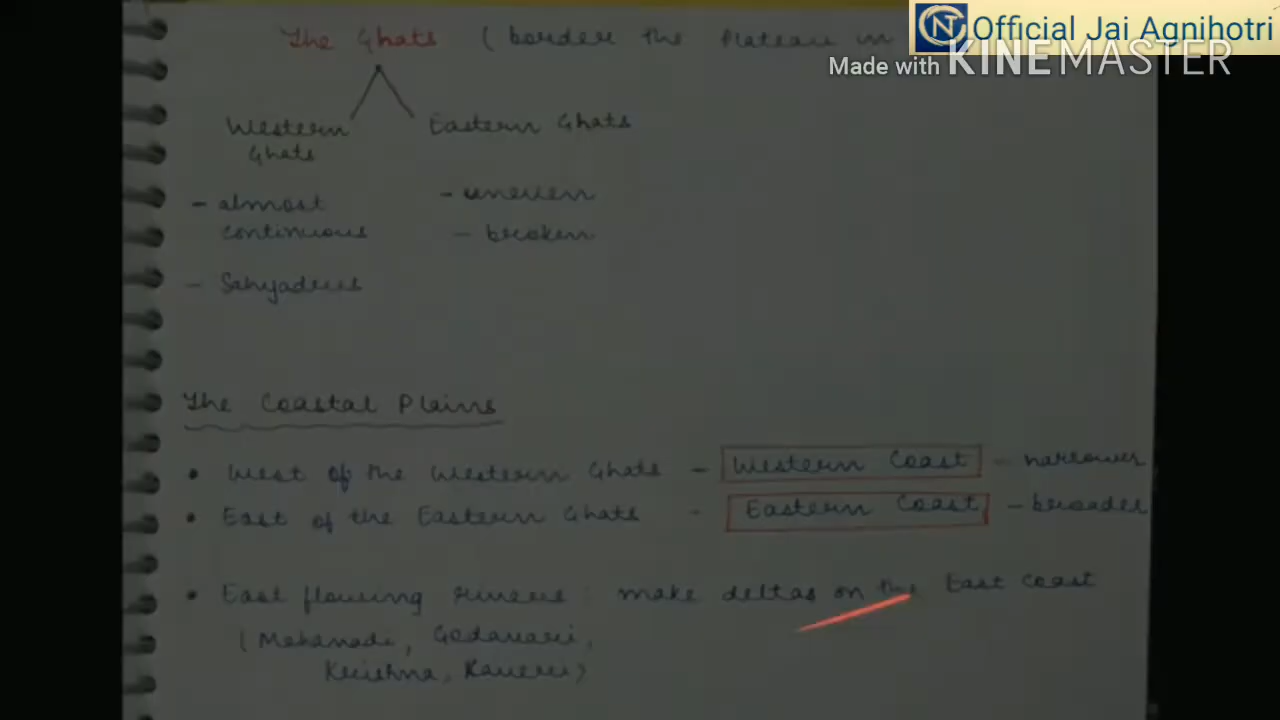 Official Jai Agnihotri
Made with KINEMASTER
The Ghats (border the Plateau in
Western Eastern Ghats
Ghats
- almost - uneven
continuous - broken
- Sahyadris
The Coastal Plains
• West of the Western Ghats - Western Coast - narrower
• East of the Eastern Ghats - Eastern Coast - broader
• East flowing rivers : make deltas on the East coast
(Mahanadi, Godavari,
Krishna, Kaveri)